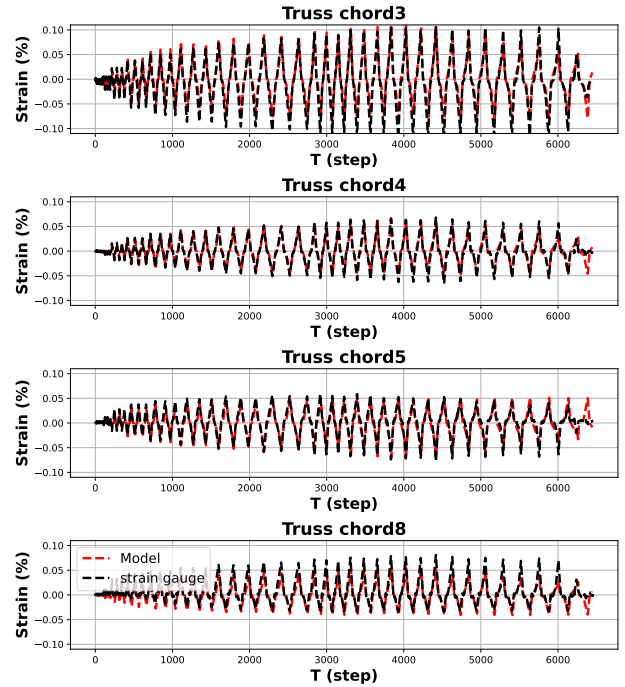 Truss chord3
0.10
0.05
0.00
−0.05
−0.10
Strain (%)
0 1000 2000 3000 4000 5000 6000
T (step)
Truss chord4
0.10
0.05
0.00
−0.05
−0.10
Strain (%)
0 1000 2000 3000 4000 5000 6000
T (step)
Truss chord5
0.10
0.05
0.00
−0.05
−0.10
Strain (%)
0 1000 2000 3000 4000 5000 6000
T (step)
Truss chord8
0.10
0.05
0.00
−0.05
−0.10
Strain (%)
Model
strain gauge
0 1000 2000 3000 4000 5000 6000
T (step)